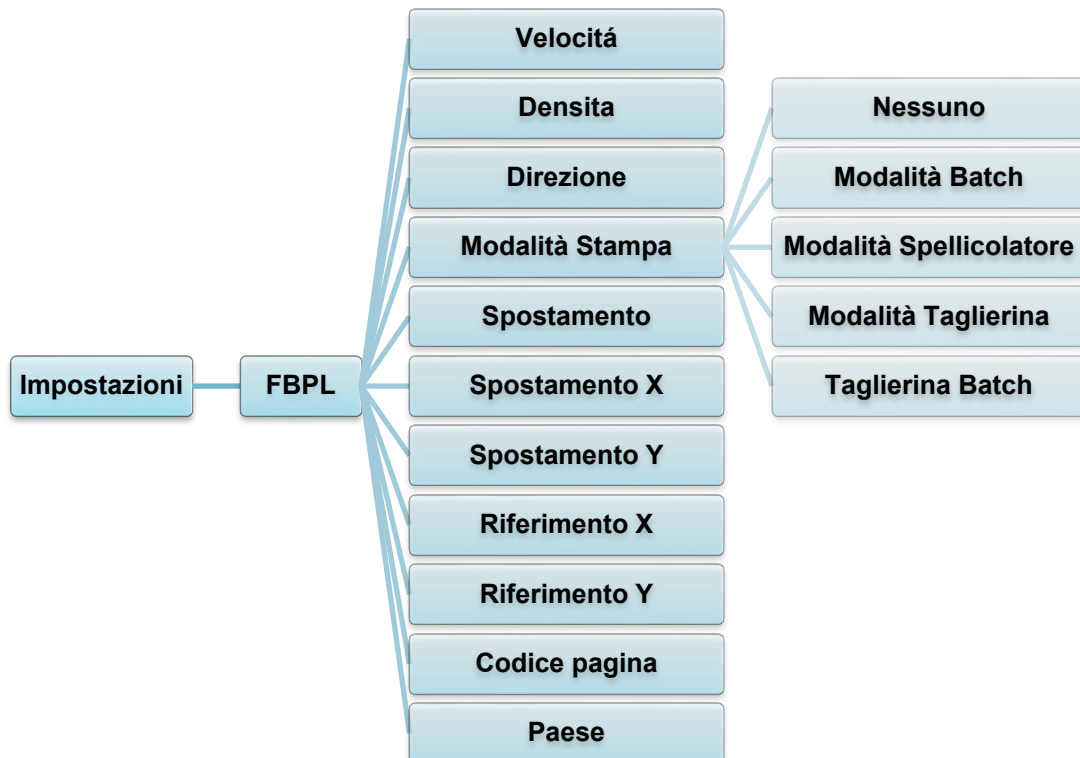 Velocitá
Densita
Nessuno
Direzione
Modalità Batch
Modalità Stampa
Modalità Spellicolatore
Spostamento
Modalità Taglierina
Impostazioni
FBPL
Spostamento X
Taglierina Batch
Spostamento Y
Riferimento X
Riferimento Y
Codice pagina
Paese